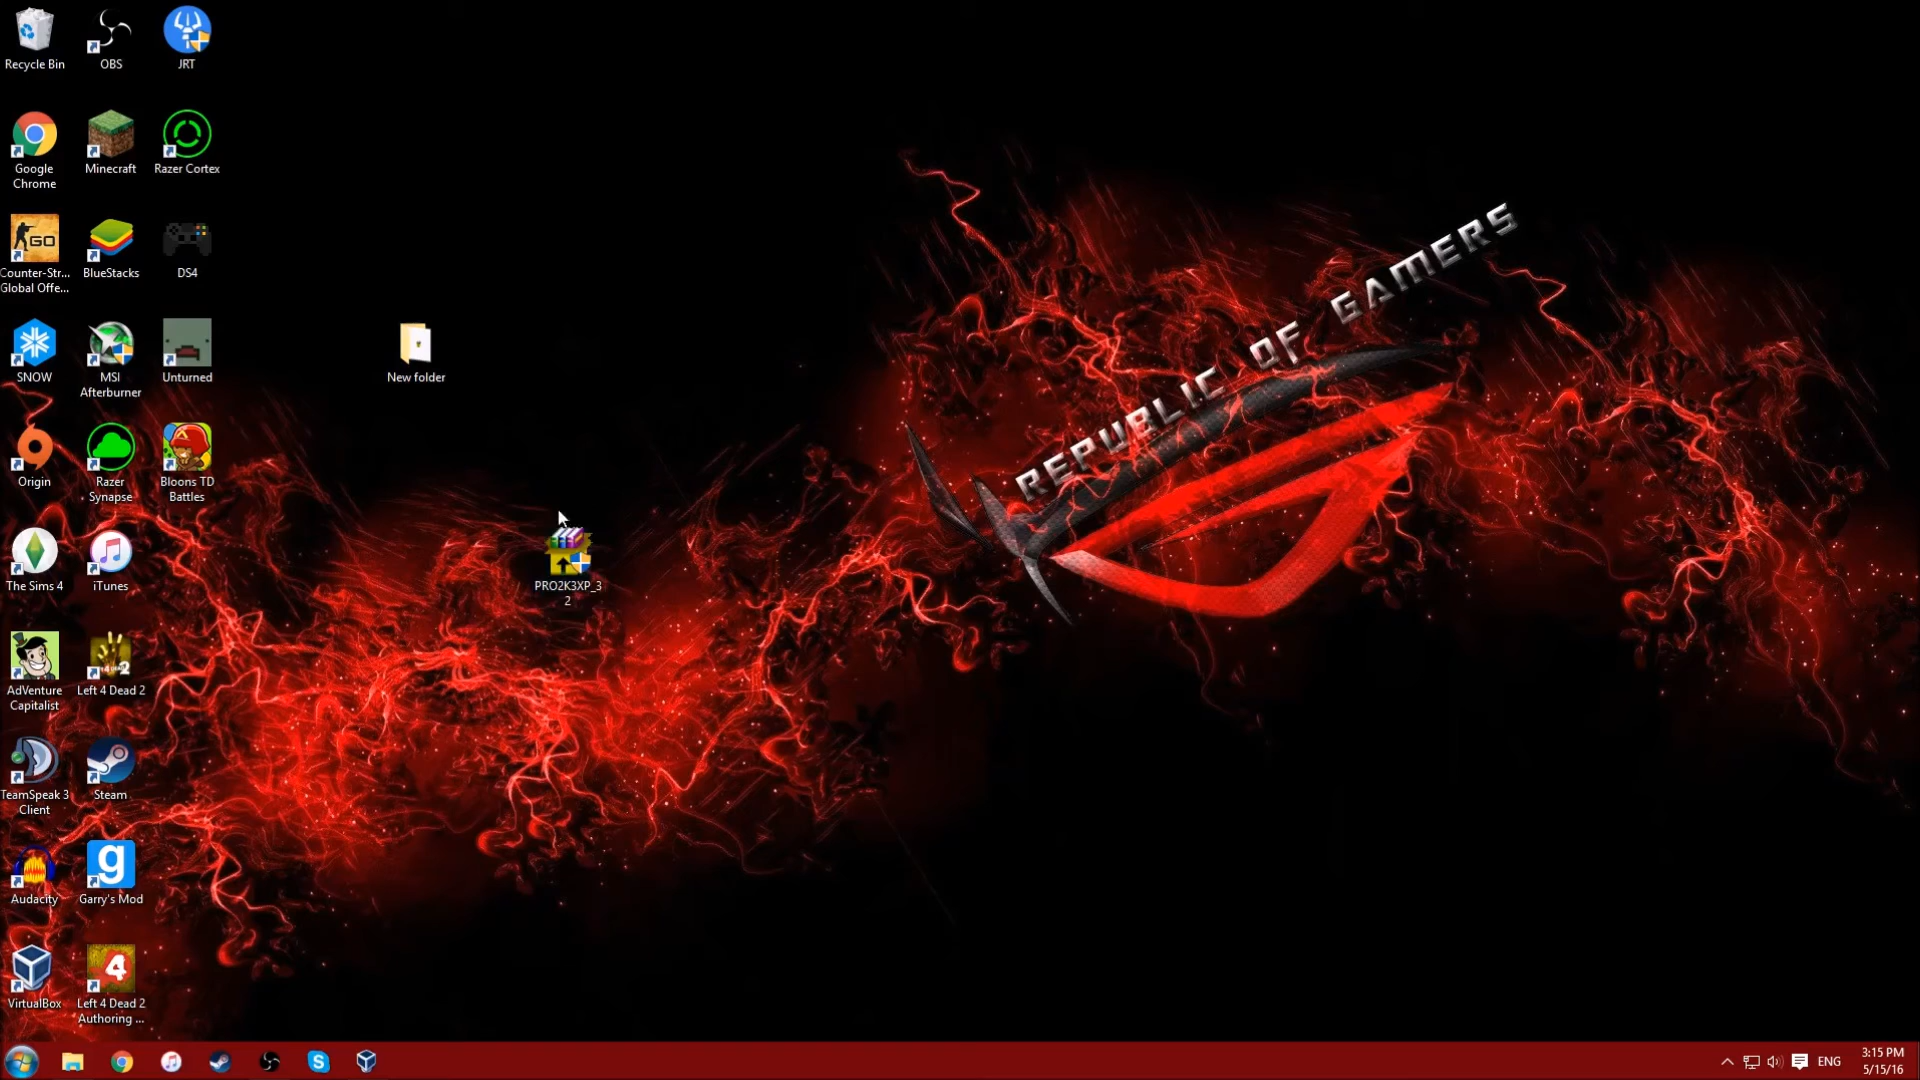 Recycle Bin
OBS
JRT
Google
Chrome
Minecraft
Razer Cortex
GO
Counter-Str...
Global Offe...
BlueStacks
DS4
SNOW
MSI
Afterburner
Unturned
New folder
REPUBLIC OF GAMERS
Origin
Razer
Synapse
Bloons TD
Battles
The Sims 4
iTunes
PRO2K3XP_3
2
AdVenture
Capitalist
Left 4 Dead 2
TeamSpeak 3
Client
Steam
Audacity
g
Garry's Mod
VirtualBox
4
Left 4 Dead 2
Authoring ...
S
ENG
3:15 PM
5/15/16